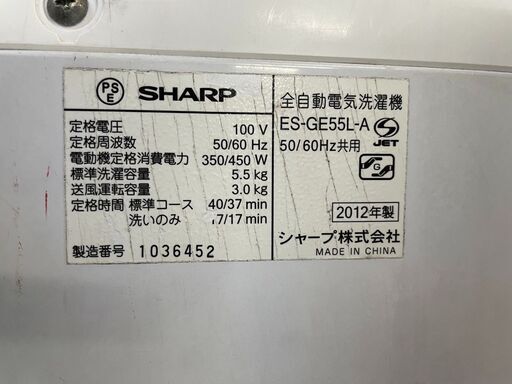 PS
E
SHARP
定格電圧 100 V
定格周波数 50/60 Hz
電動機定格消費電力 350/450 W
標準洗濯容量 5.5 kg
送風運転容量 3.0 kg
定格時間 標準コース 40/37 min
洗いのみ 17/17 min
製造番号 1036452
全自動電気洗濯機
ES-GE55L-A
50/60Hz共用
S
JET
G
2012年製
シャープ株式会社
MADE IN CHINA